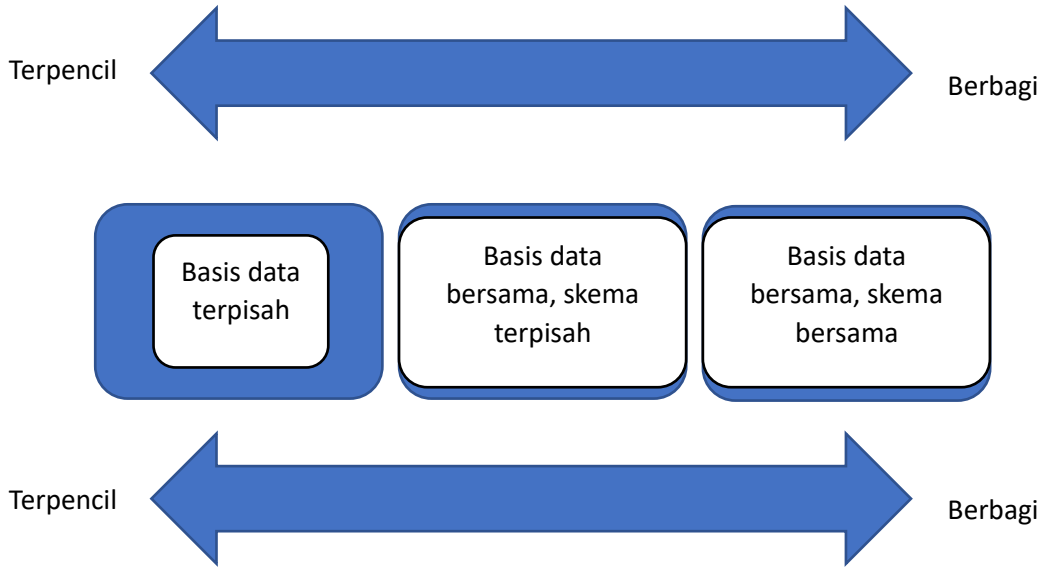 Terpencil
Berbagi
Basis data
terpisah
Basis data
bersama, skema
terpisah
Basis data
bersama, skema
bersama
Terpencil
Berbagi